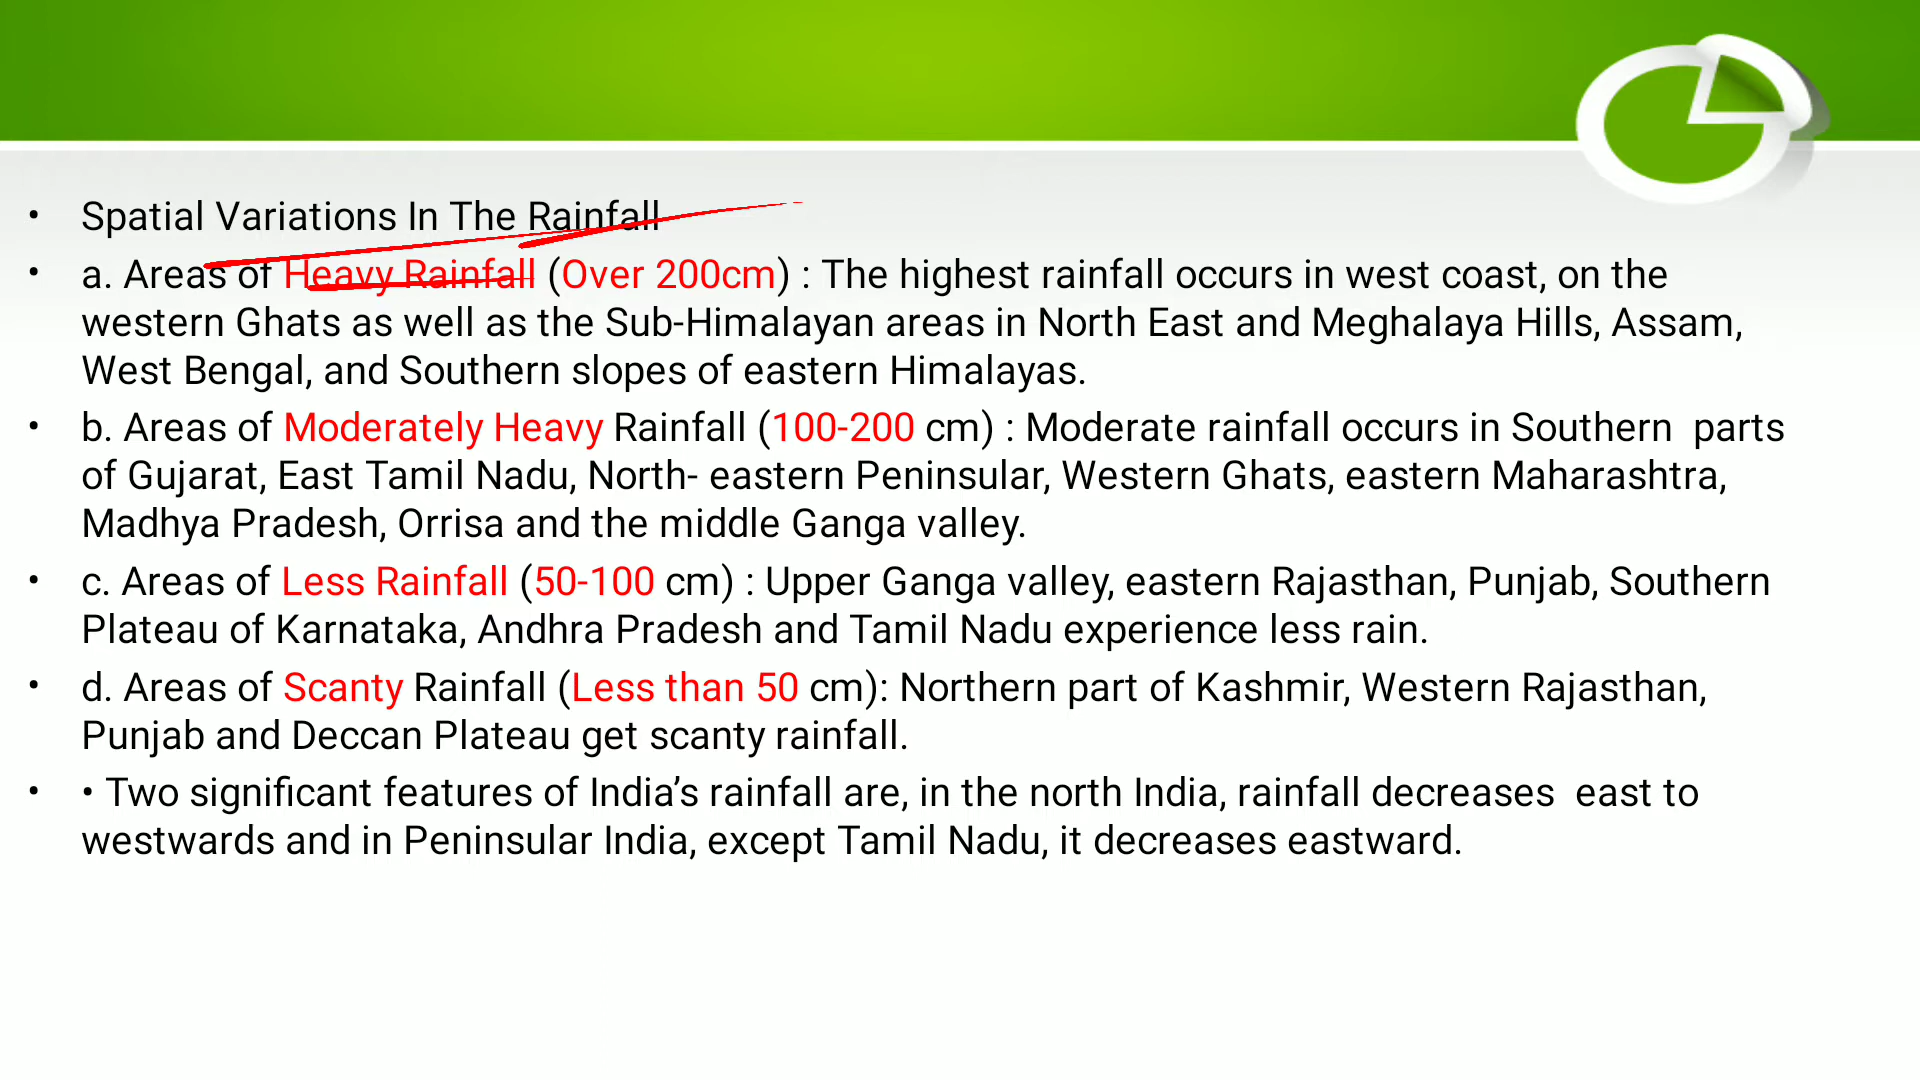 • Spatial Variations In The Rainfall
• a. Areas of Heavy Rainfall (Over 200cm) : The highest rainfall occurs in west coast, on the
western Ghats as well as the Sub-Himalayan areas in North East and Meghalaya Hills, Assam,
West Bengal, and Southern slopes of eastern Himalayas.
• b. Areas of Moderately Heavy Rainfall (100-200 cm) : Moderate rainfall occurs in Southern  parts
of Gujarat, East Tamil Nadu, North- eastern Peninsular, Western Ghats, eastern Maharashtra,
Madhya Pradesh, Orrisa and the middle Ganga valley.
• c. Areas of Less Rainfall (50-100 cm) : Upper Ganga valley, eastern Rajasthan, Punjab, Southern
Plateau of Karnataka, Andhra Pradesh and Tamil Nadu experience less rain.
• d. Areas of Scanty Rainfall (Less than 50 cm): Northern part of Kashmir, Western Rajasthan,
Punjab and Deccan Plateau get scanty rainfall.
• • Two significant features of India’s rainfall are, in the north India, rainfall decreases  east to
westwards and in Peninsular India, except Tamil Nadu, it decreases eastward.